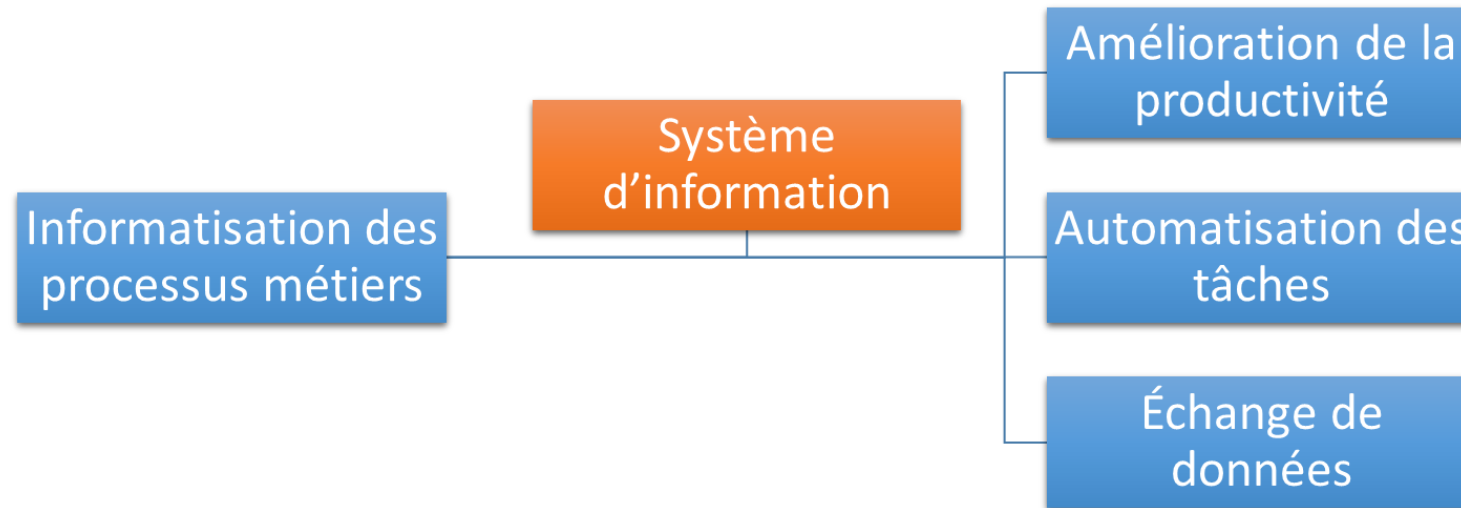 Système
d’information
Informatisation des
processus métiers
Amélioration de la
productivité
Automatisation des
tâches
Échange de
données